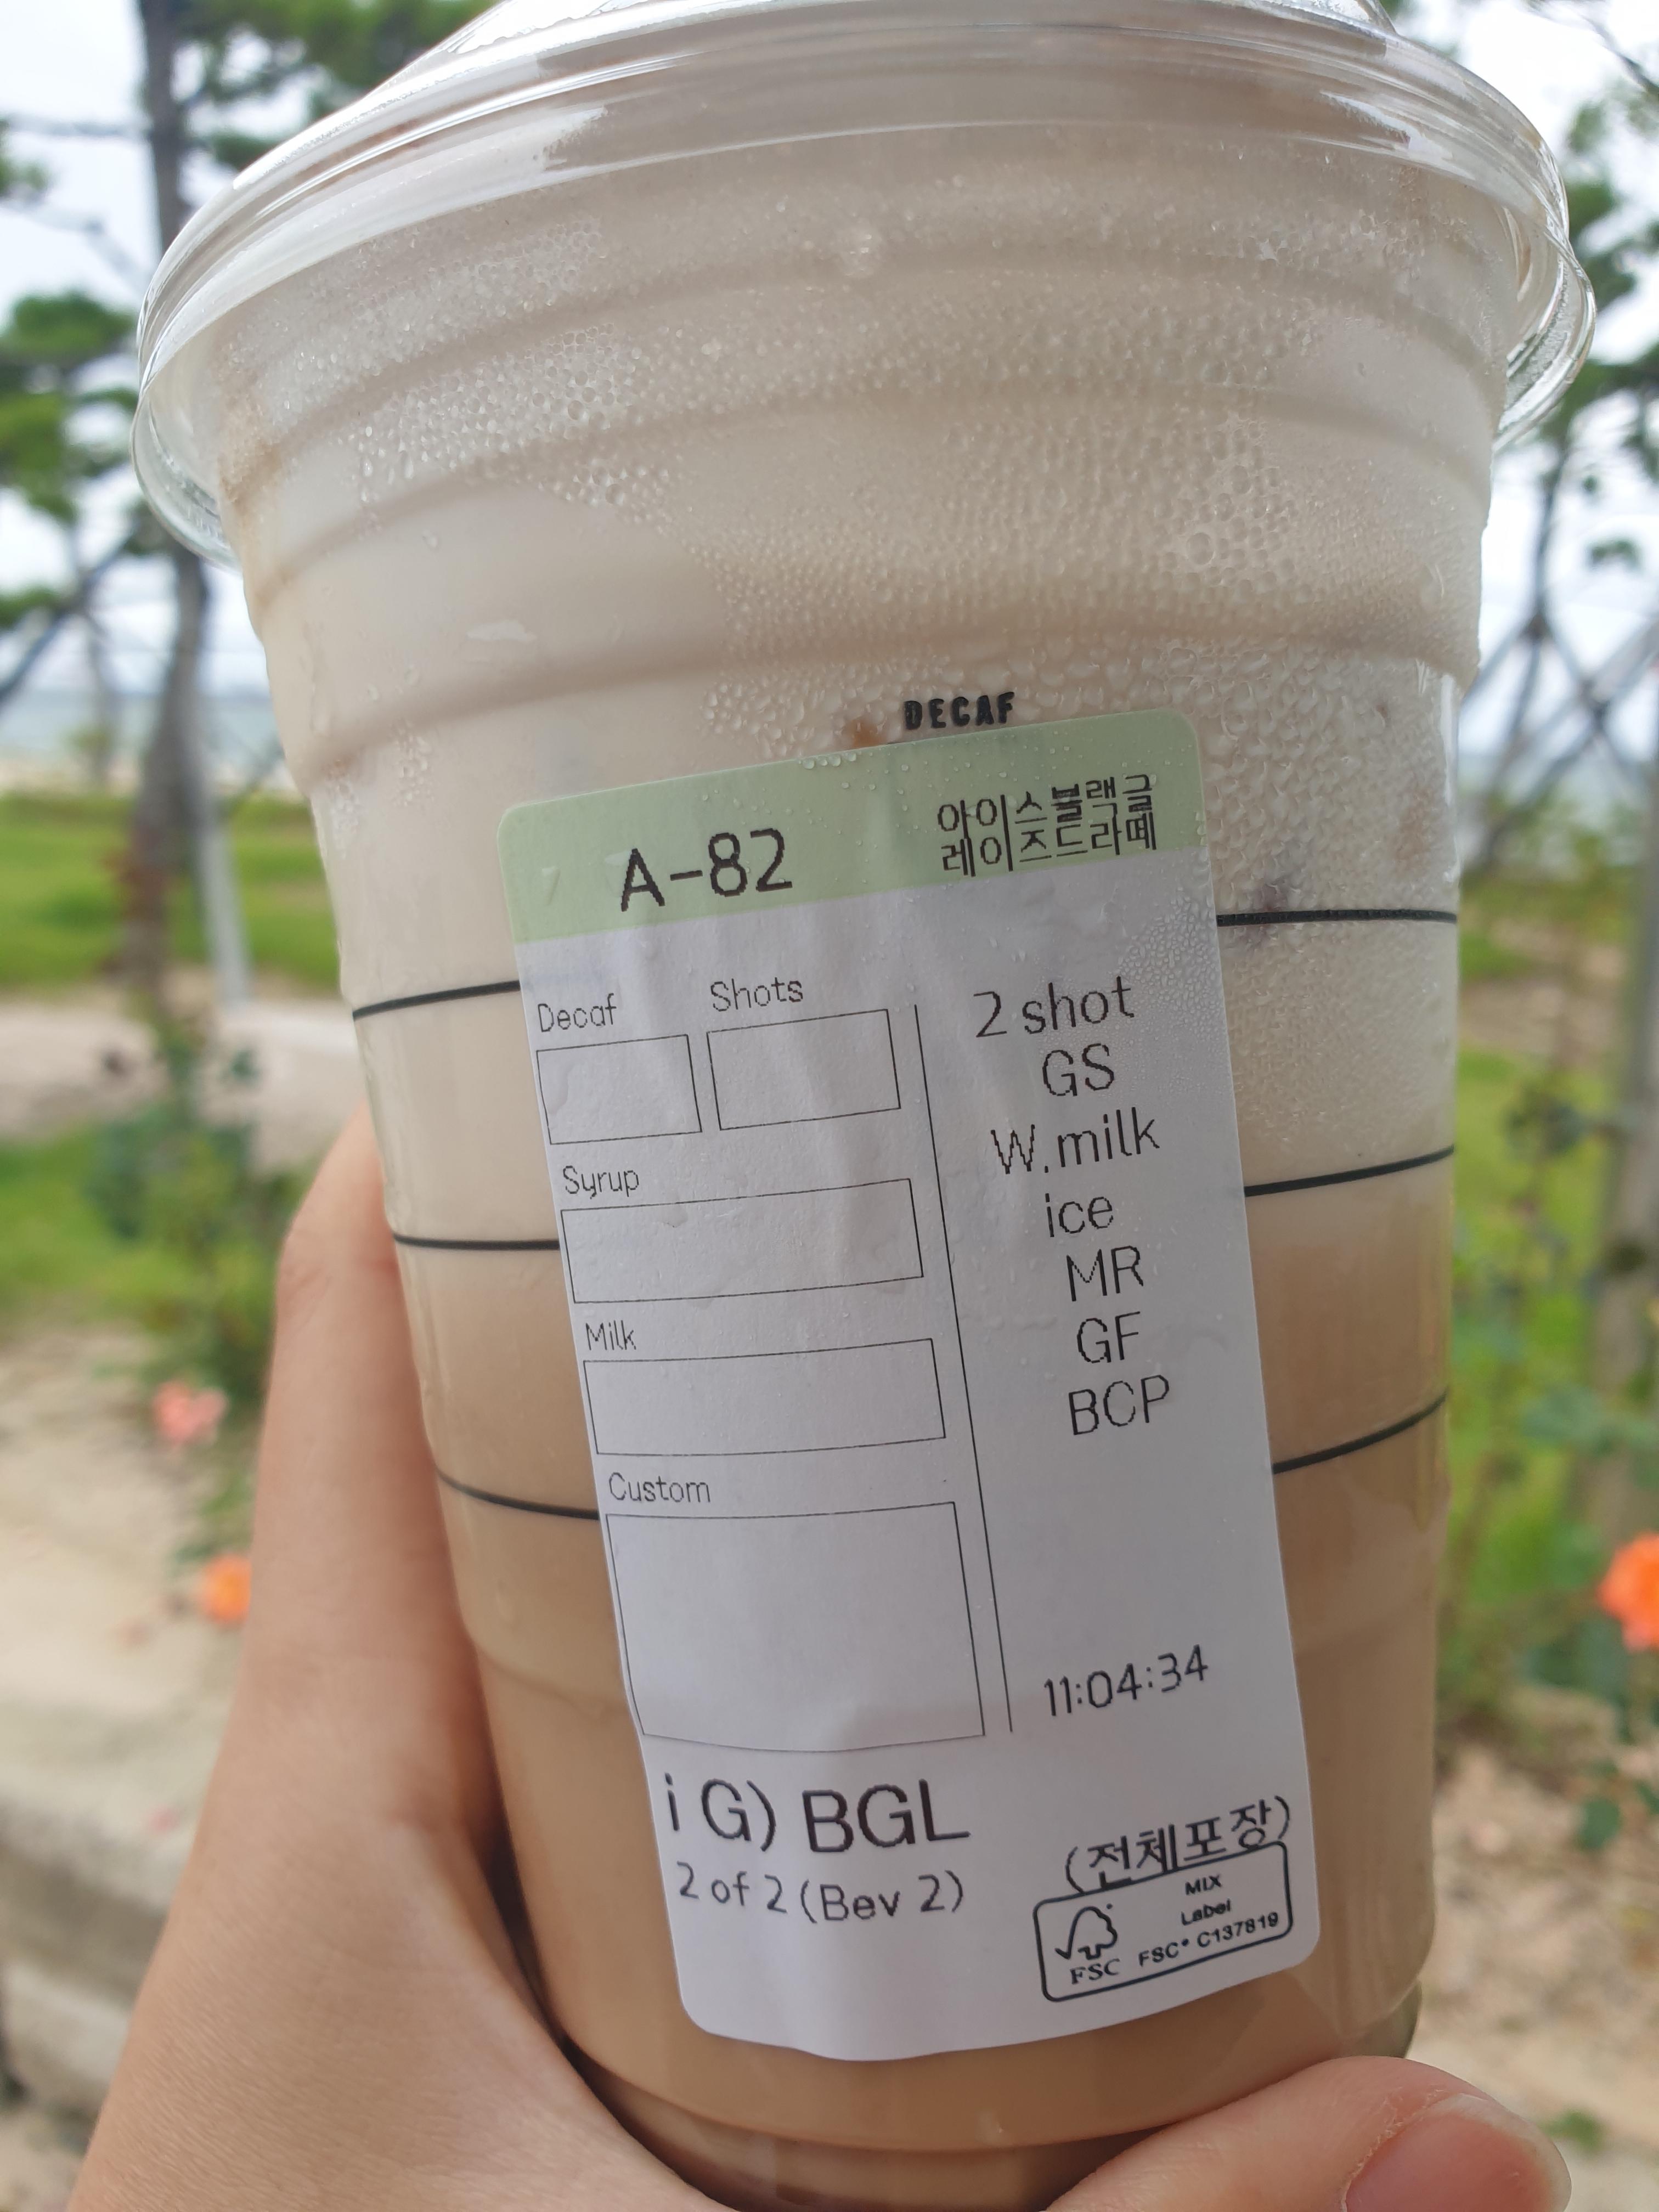 DECAF
A-82
아이스블랙글
레이즈드라떼
Decaf
Shots
Syrup
Milk
Custom
2 shot
GS
W.milk
ice
MR
GF
BCP
11:04:34
i G) BGL
2 of 2 (Bev 2)
(전체포장)
MIX
Label
FSC® C137819
FSC